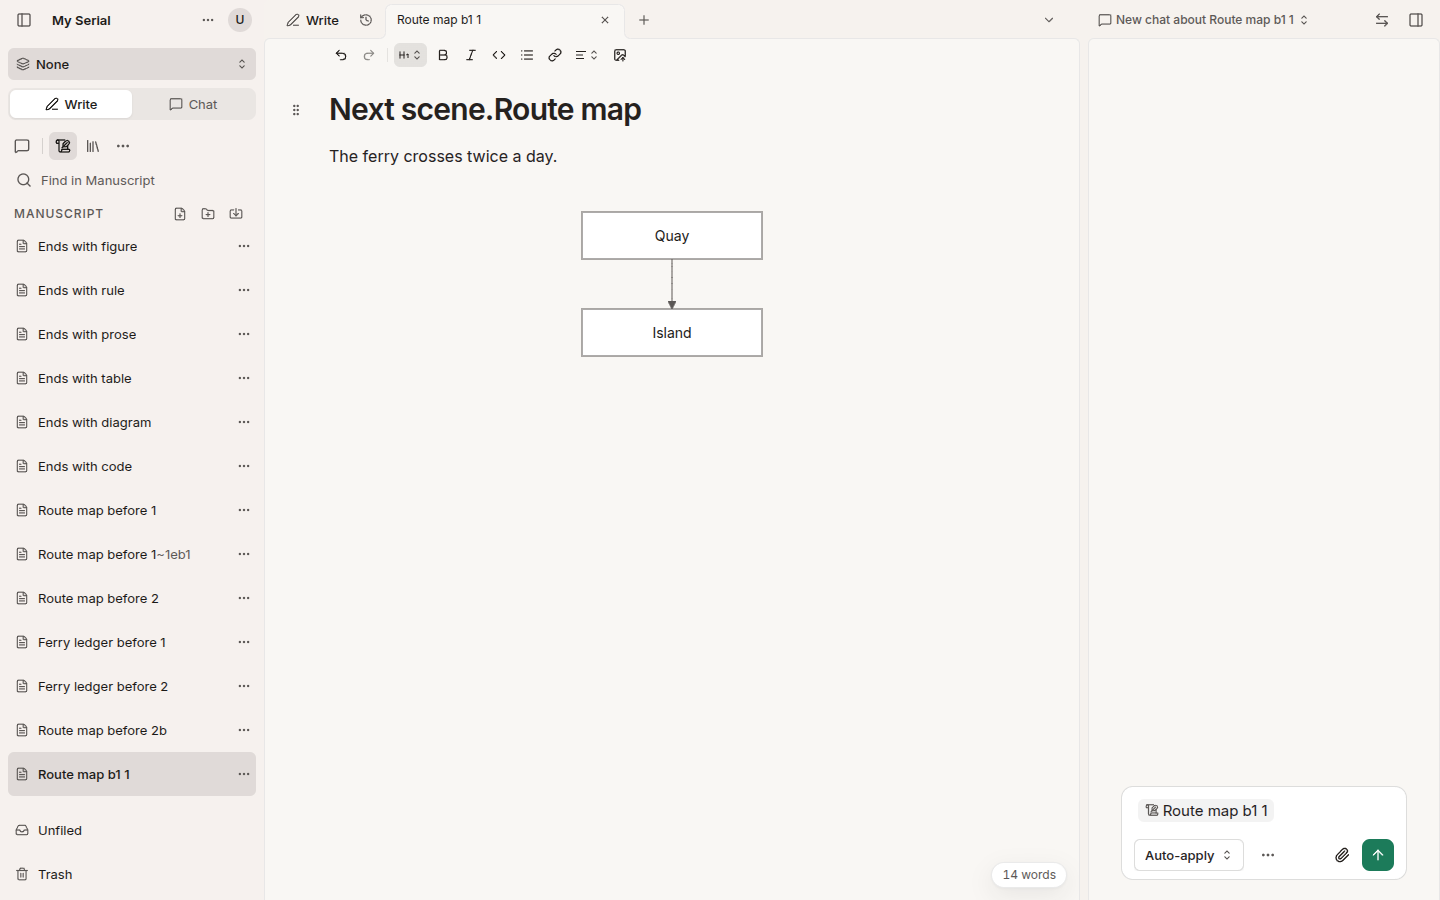 My Serial
U
None
Write
Chat
Find in Manuscript
MANUSCRIPT
Ends with figure
Ends with rule
Ends with prose
Ends with table
Ends with diagram
Ends with code
Route map before 1
Route map before 1~1eb1
Route map before 2
Ferry ledger before 1
Ferry ledger before 2
Route map before 2b
Route map b1 1
Unfiled
Trash
Write
Route map b1 1
H1
B
I
Next scene.Route map
The ferry crosses twice a day.
Quay
Island
14 words
New chat about Route map b1 1
Route map b1 1
Auto-apply